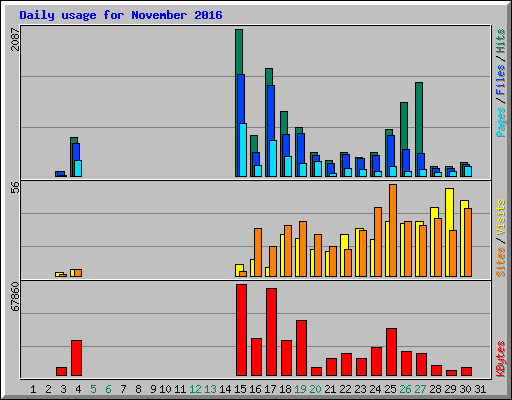 Daily usage for November 2016
2087
Pages / Files / Hits
56
Sites / Visits
67860
KBytes
1 2 3 4 5 6 7 8 9 10 11 12 13 14 15 16 17 18 19 20 21 22 23 24 25 26 27 28 29 30 31